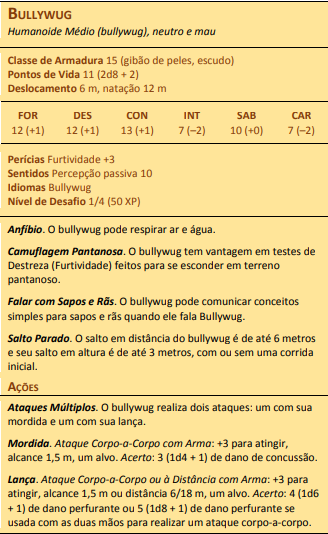 BULLYWUG
Humanoide Médio (bullywug), neutro e mau
Classe de Armadura 15 (gibão de peles, escudo)
Pontos de Vida 11 (2d8 + 2)
Deslocamento 6 m, natação 12 m
FOR DES CON INT SAB CAR
12 (+1) 12 (+1) 13 (+1) 7 (–2) 10 (+0) 7 (–2)
Perícias Furtividade +3
Sentidos Percepção passiva 10
Idiomas Bullywug
Nível de Desafio 1/4 (50 XP)
Anfíbio. O bullywug pode respirar ar e água.
Camuflagem Pantanosa. O bullywug tem vantagem em testes de
Destreza (Furtividade) feitos para se esconder em terreno
pantanoso.
Falar com Sapos e Rãs. O bullywug pode comunicar conceitos
simples para sapos e rãs quando ele fala Bullywug.
Salto Parado. O salto em distância do bullywug é de até 6 metros
e seu salto em altura é de até 3 metros, com ou sem uma corrida
inicial.
AÇÕES
Ataques Múltiplos. O bullywug realiza dois ataques: um com sua
mordida e um com sua lança.
Mordida. Ataque Corpo-a-Corpo com Arma: +3 para atingir,
alcance 1,5 m, um alvo. Acerto: 3 (1d4 + 1) de dano de concussão.
Lança. Ataque Corpo-a-Corpo ou à Distância com Arma: +3 para
atingir, alcance 1,5 m ou distância 6/18 m, um alvo. Acerto: 4 (1d6
+ 1) de dano perfurante ou 5 (1d8 + 1) de dano perfurante se
usada com as duas mãos para realizar um ataque corpo-a-corpo.